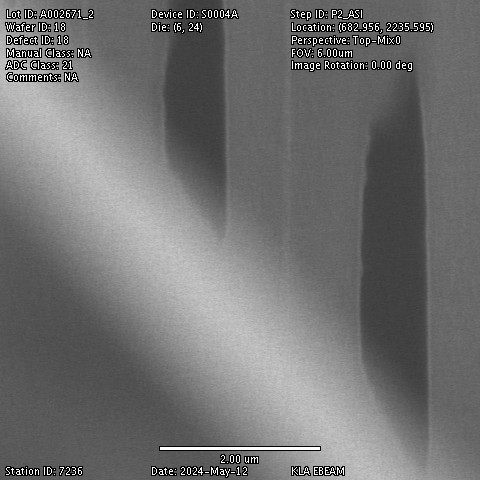 Lot ID: A002671_2
Wafer ID: 18
Defect ID: 18
Manual Class: NA
ADC Class: 21
Comments: NA
Device ID: S0004A
Die: (6, 24)
Step ID: P2_ASI
Location: (682.956, 2235.595)
Perspective: Top-Mix0
FOV: 6.00um
Image Rotation: 0.00 deg
2.00 um
Station ID: 7236
Date: 2024-May-12
KLA EBEAM